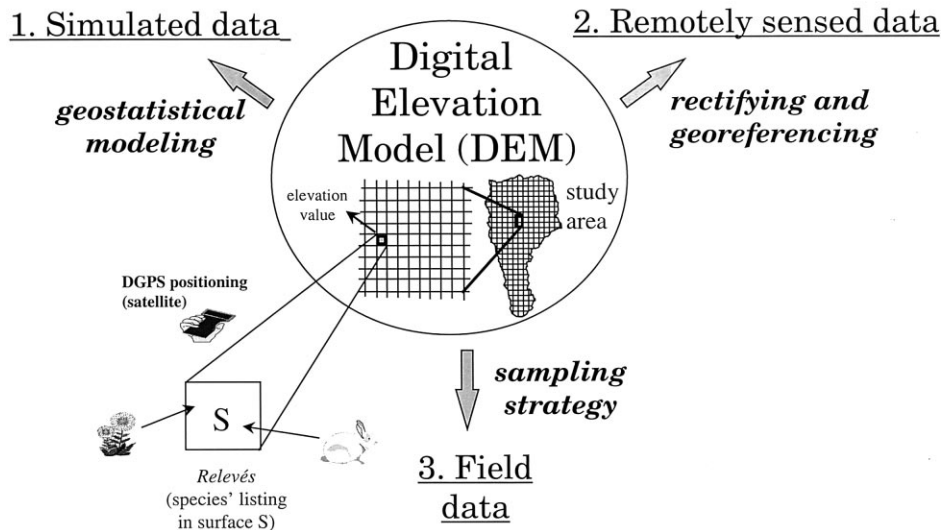 1. Simulated data
2. Remotely sensed data
Digital
Elevation
Model (DEM)
geostatistical
modeling
rectifying and
georeferencing
elevation
value
study
area
DGPS positioning
(satellite)
sampling
strategy
S
Relevés
(species' listing
in surface S)
3. Field
data